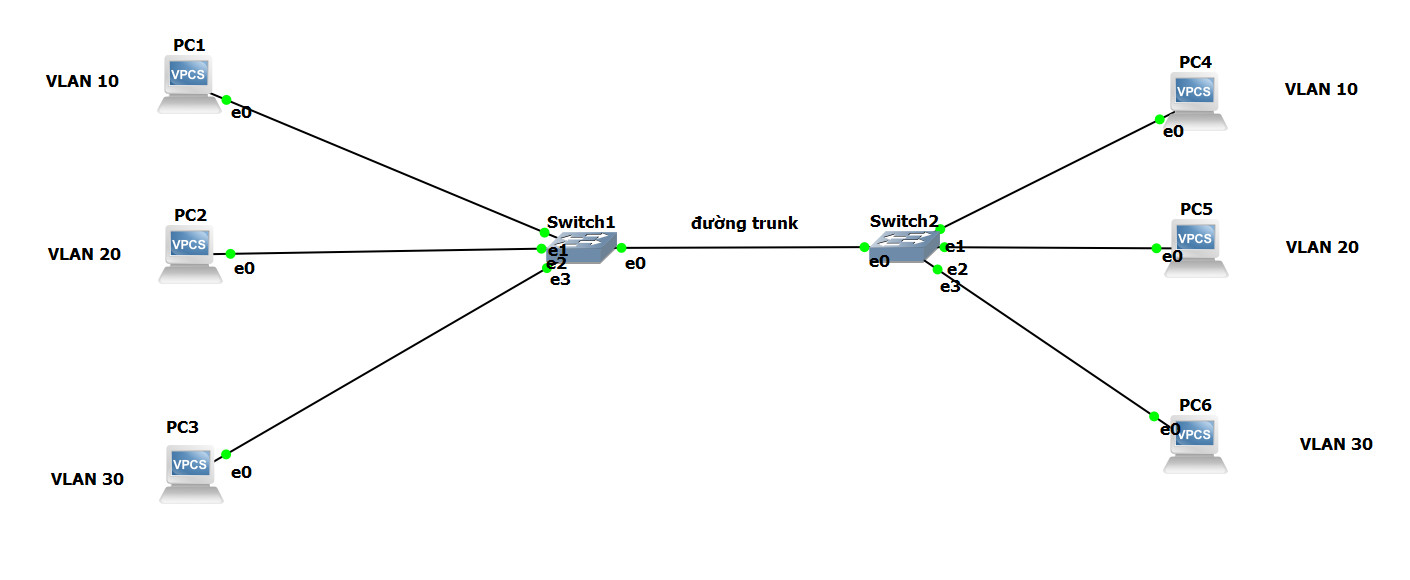 PC1
VLAN 10
VPCS
e0
PC4
VLAN 10
VPCS
e0
PC2
VLAN 20
VPCS
e0
Switch1
e1
e2
e3
e0
đường trunk
Switch2
e0
e1
e2
e3
PC5
VLAN 20
VPCS
e0
PC3
VLAN 30
VPCS
e0
PC6
VLAN 30
VPCS
e0